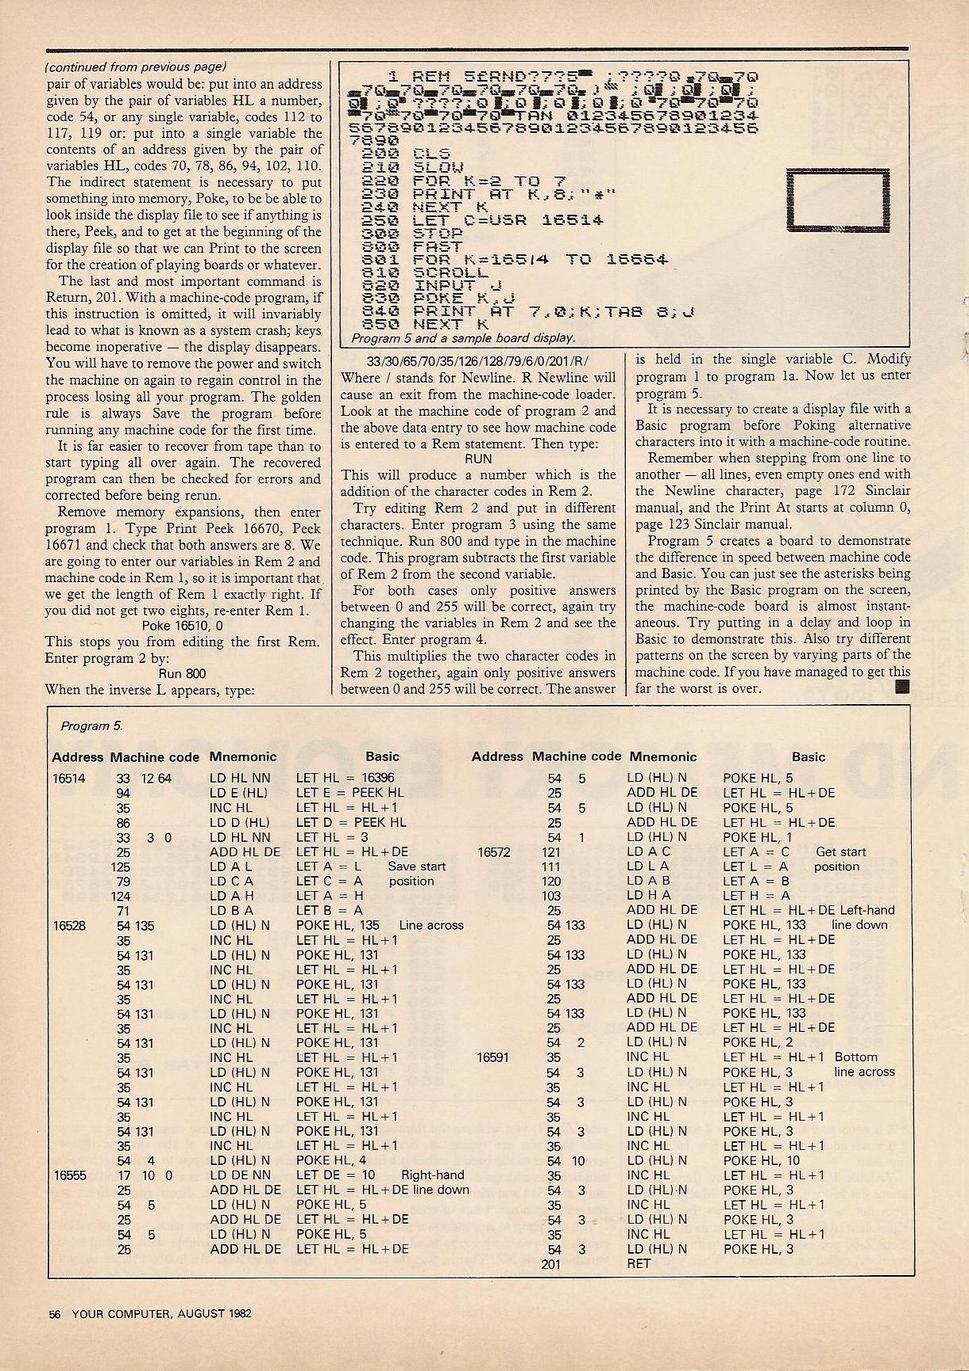 (continued from previous page)
pair of variables would be: put into an address
given by the pair of variables HL a number,
code 54, or any single variable, codes 112 to
117, 119 or: put into a single variable the
contents of an address given by the pair of
variables HL, codes 70, 78, 86, 94, 102, 110.
The indirect statement is necessary to put
something into memory, Poke, to be be able to
look inside the display file to see if anything is
there, Peek, and to get at the beginning of the
display file so that we can Print to the screen
for the creation of playing boards or whatever.
The last and most important command is
Return, 201. With a machine-code program, if
this instruction is omitted, it will invariably
lead to what is known as a system crash; keys
become inoperative — the display disappears.
You will have to remove the power and switch
the machine on again to regain control in the
process losing all your program. The golden
rule is always Save the program before
running any machine code for the first time.
It is far easier to recover from tape than to
start typing all over again. The recovered
program can then be checked for errors and
corrected before being rerun.
Remove memory expansions, then enter
program 1. Type Print Peek 16670, Peek
16671 and check that both answers are 8. We
are going to enter our variables in Rem 2 and
machine code in Rem 1, so it is important that
we get the length of Rem 1 exactly right. If
you did not get two eights, re-enter Rem 1.
Poke 16510, 0
This stops you from editing the first Rem.
Enter program 2 by:
Run 800
When the inverse L appears, type:
1 REM 5£RND???5
TAN 01234
56789012345678901234567890123456
7890
200 CLS
210 SLOW
220 FOR K=2 TO 7
230 PRINT AT K,8;"*"
240 NEXT K
250 LET C=USR 16514
300 STOP
800 FAST
801 FOR K=16514 TO 16664
810 SCROLL
820 INPUT J
830 POKE K,J
840 PRINT AT 7,0;K;TAB 8;J
850 NEXT K
Program 5 and a sample board display.
33/30/65/70/35/126/128/79/6/0/201/R/
Where / stands for Newline. R Newline will
cause an exit from the machine-code loader.
Look at the machine code of program 2 and
the above data entry to see how machine code
is entered to a Rem statement. Then type:
RUN
This will produce a number which is the
addition of the character codes in Rem 2.
Try editing Rem 2 and put in different
characters. Enter program 3 using the same
technique. Run 800 and type in the machine
code. This program subtracts the first variable
of Rem 2 from the second variable.
For both cases only positive answers
between 0 and 255 will be correct, again try
changing the variables in Rem 2 and see the
effect. Enter program 4.
This multiplies the two character codes in
Rem 2 together, again only positive answers
between 0 and 255 will be correct. The answer
is held in the single variable C. Modify
program 1 to program 1a. Now let us enter
program 5.
It is necessary to create a display file with a
Basic program before Poking alternative
characters into it with a machine-code routine.
Remember when stepping from one line to
another — all lines, even empty ones end with
the Newline character, page 172 Sinclair
manual, and the Print At starts at column 0,
page 123 Sinclair manual.
Program 5 creates a board to demonstrate
the difference in speed between machine code
and Basic. You can just see the asterisks being
printed by the Basic program on the screen,
the machine-code board is almost instant-
aneous. Try putting in a delay and loop in
Basic to demonstrate this. Also try different
patterns on the screen by varying parts of the
machine code. If you have managed to get this
far the worst is over.
Program 5.
Address Machine code Mnemonic Basic
16514 33 12 64 LD HL NN LET HL = 16396
94 LD E (HL) LET E = PEEK HL
35 INC HL LET HL = HL+1
86 LD D (HL) LET D = PEEK HL
33 3 0 LD HL NN LET HL = 3
25 ADD HL DE LET HL = HL+DE
125 LD A L LET A = L Save start
79 LD C A LET C = A position
124 LD A H LET A = H
71 LD B A LET B = A
16528 54 135 LD (HL) N POKE HL, 135 Line across
35 INC HL LET HL = HL+1
54 131 LD (HL) N POKE HL, 131
35 INC HL LET HL = HL+1
54 131 LD (HL) N POKE HL, 131
35 INC HL LET HL = HL+1
54 131 LD (HL) N POKE HL, 131
35 INC HL LET HL = HL+1
54 131 LD (HL) N POKE HL, 131
35 INC HL LET HL = HL+1
54 131 LD (HL) N POKE HL, 131
35 INC HL LET HL = HL+1
54 131 LD (HL) N POKE HL, 131
35 INC HL LET HL = HL+1
54 131 LD (HL) N POKE HL, 131
35 INC HL LET HL = HL+1
54 4 LD (HL) N POKE HL, 4
16555 17 10 0 LD DE NN LET DE = 10 Right-hand
25 ADD HL DE LET HL = HL+DE line down
54 5 LD (HL) N POKE HL, 5
25 ADD HL DE LET HL = HL+DE
54 5 LD (HL) N POKE HL, 5
25 ADD HL DE LET HL = HL+DE
Address Machine code Mnemonic Basic
54 5 LD (HL) N POKE HL, 5
25 ADD HL DE LET HL = HL+DE
54 5 LD (HL) N POKE HL, 5
25 ADD HL DE LET HL = HL+DE
54 1 LD (HL) N POKE HL, 1
16572 121 LD A C LET A = C Get start
111 LD L A LET L = A position
120 LD A B LET A = B
103 LD H A LET H = A
25 ADD HL DE LET HL = HL+DE Left-hand
54 133 LD (HL) N POKE HL, 133 line down
25 ADD HL DE LET HL = HL+DE
54 133 LD (HL) N POKE HL, 133
25 ADD HL DE LET HL = HL+DE
54 133 LD (HL) N POKE HL, 133
25 ADD HL DE LET HL = HL+DE
54 133 LD (HL) N POKE HL, 133
25 ADD HL DE LET HL = HL+DE
54 2 LD (HL) N POKE HL, 2
16591 35 INC HL LET HL = HL+1 Bottom
54 3 LD (HL) N POKE HL, 3 line across
35 INC HL LET HL = HL+1
54 3 LD (HL) N POKE HL, 3
35 INC HL LET HL = HL+1
54 3 LD (HL) N POKE HL, 3
35 INC HL LET HL = HL+1
54 10 LD (HL) N POKE HL, 10
35 INC HL LET HL = HL+1
54 3 LD (HL) N POKE HL, 3
35 INC HL LET HL = HL+1
54 3 LD (HL) N POKE HL, 3
35 INC HL LET HL = HL+1
54 3 LD (HL) N POKE HL, 3
201 RET
56 YOUR COMPUTER, AUGUST 1982